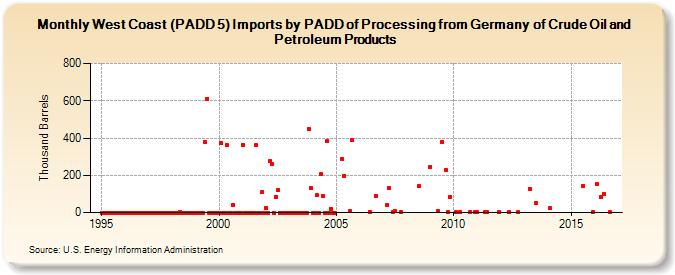 Monthly West Coast (PADD 5) Imports by PADD of Processing from Germany of Crude Oil and
Petroleum Products
Thousand Barrels
800
600
400
200
0
1995
2000
2005
2010
2015
Source: U.S. Energy Information Administration